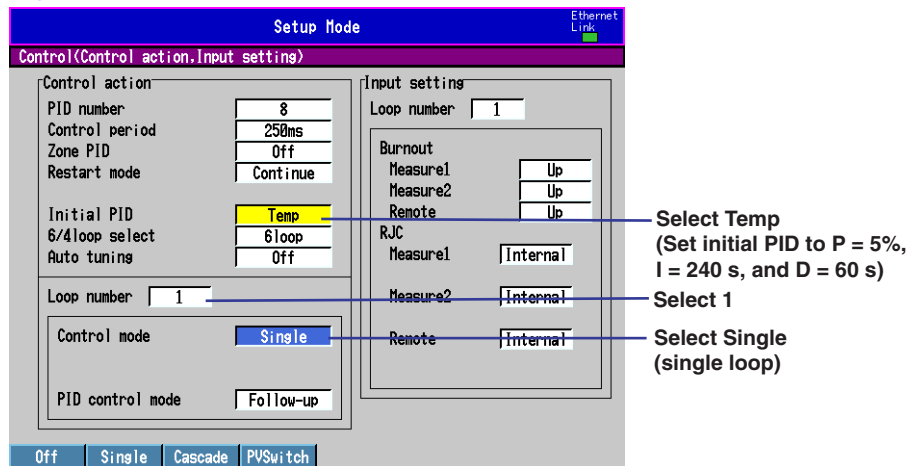 Setup Mode
Ethernet
Link
Control(Control action,Input setting)
Control action
PID number 8
Control period 250ms
Zone PID Off
Restart mode Continue
Initial PID Temp
6/4loop select 6loop
Auto tuning Off
Loop number 1
Control mode Single
PID control mode Follow-up
Input setting
Loop number 1
Burnout
Measure1 Up
Measure2 Up
Remote Up
RJC
Measure1 Internal
Measure2 Internal
Remote Internal
Select Temp
(Set initial PID to P = 5%,
I = 240 s, and D = 60 s)
Select 1
Select Single
(single loop)
Off Single Cascade PVSwitch